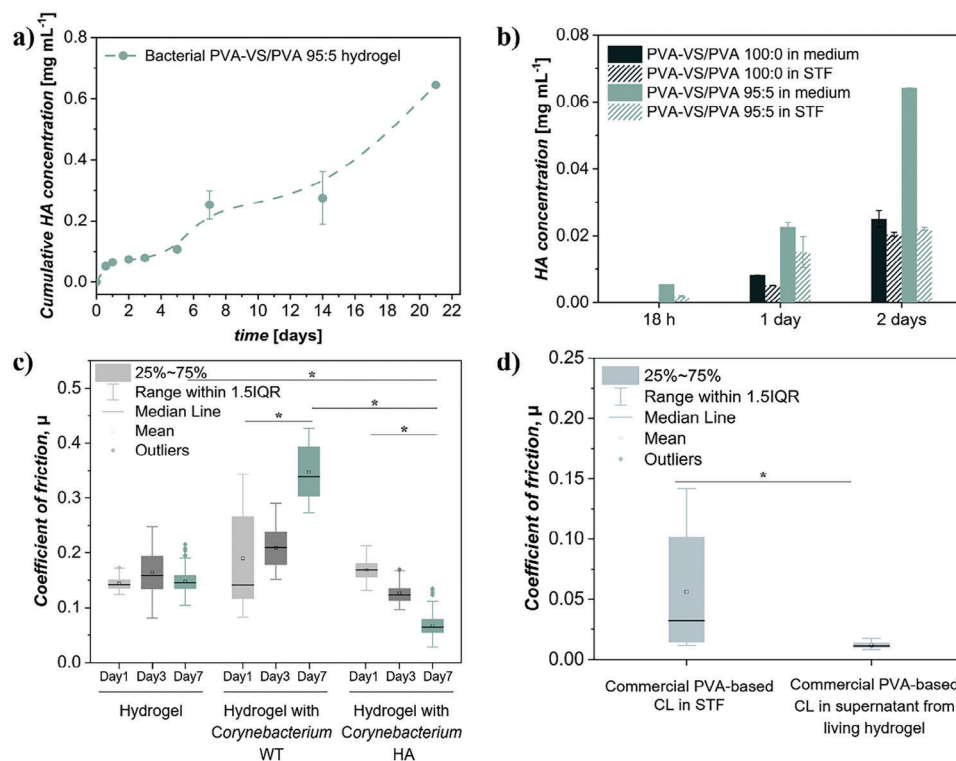 a)
Cumulative HA concentration [mg mL⁻¹]
0.8
0.6
0.4
0.2
0.0
Bacterial PVA-VS/PVA 95:5 hydrogel
0 2 4 6 8 10 12 14 16 18 20 22
time [days]
b)
HA concentration [mg mL⁻¹]
0.08
0.06
0.04
0.02
0.00
PVA-VS/PVA 100:0 in medium
PVA-VS/PVA 100:0 in STF
PVA-VS/PVA 95:5 in medium
PVA-VS/PVA 95:5 in STF
18 h 1 day 2 days
c)
Coefficient of friction, μ
0.5
0.4
0.3
0.2
0.1
0.0
25%~75%
Range within 1.5IQR
Median Line
Mean
Outliers
*
*
*
*
Day1 Day3 Day7 Day1 Day3 Day7 Day1 Day3 Day7
Hydrogel
Hydrogel with
Corynebacterium
WT
Hydrogel with
Corynebacterium
HA
d)
Coefficient of friction, μ
0.25
0.20
0.15
0.10
0.05
0.00
25%~75%
Range within 1.5IQR
Median Line
Mean
Outliers
*
Commercial PVA-based
CL in STF
Commercial PVA-based
CL in supernatant from
living hydrogel